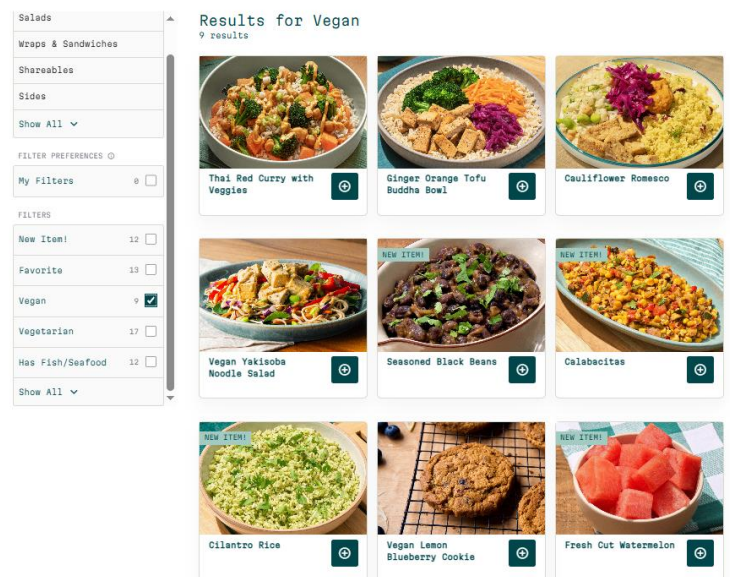 Salads
Wraps & Sandwiches
Shareables
Sides
Show All
FILTER PREFERENCES
My Filters 0
FILTERS
New Item! 12
Favorite 13
Vegan 9
Vegetarian 17
Has Fish/Seafood 12
Show All
Results for Vegan
9 results
Thai Red Curry with
Veggies
Ginger Orange Tofu
Buddha Bowl
Cauliflower Romesco
Vegan Yakisoba
Noodle Salad
NEW ITEM!
Seasoned Black Beans
NEW ITEM!
Calabacitas
NEW ITEM!
Cilantro Rice
Vegan Lemon
Blueberry Cookie
NEW ITEM!
Fresh Cut Watermelon